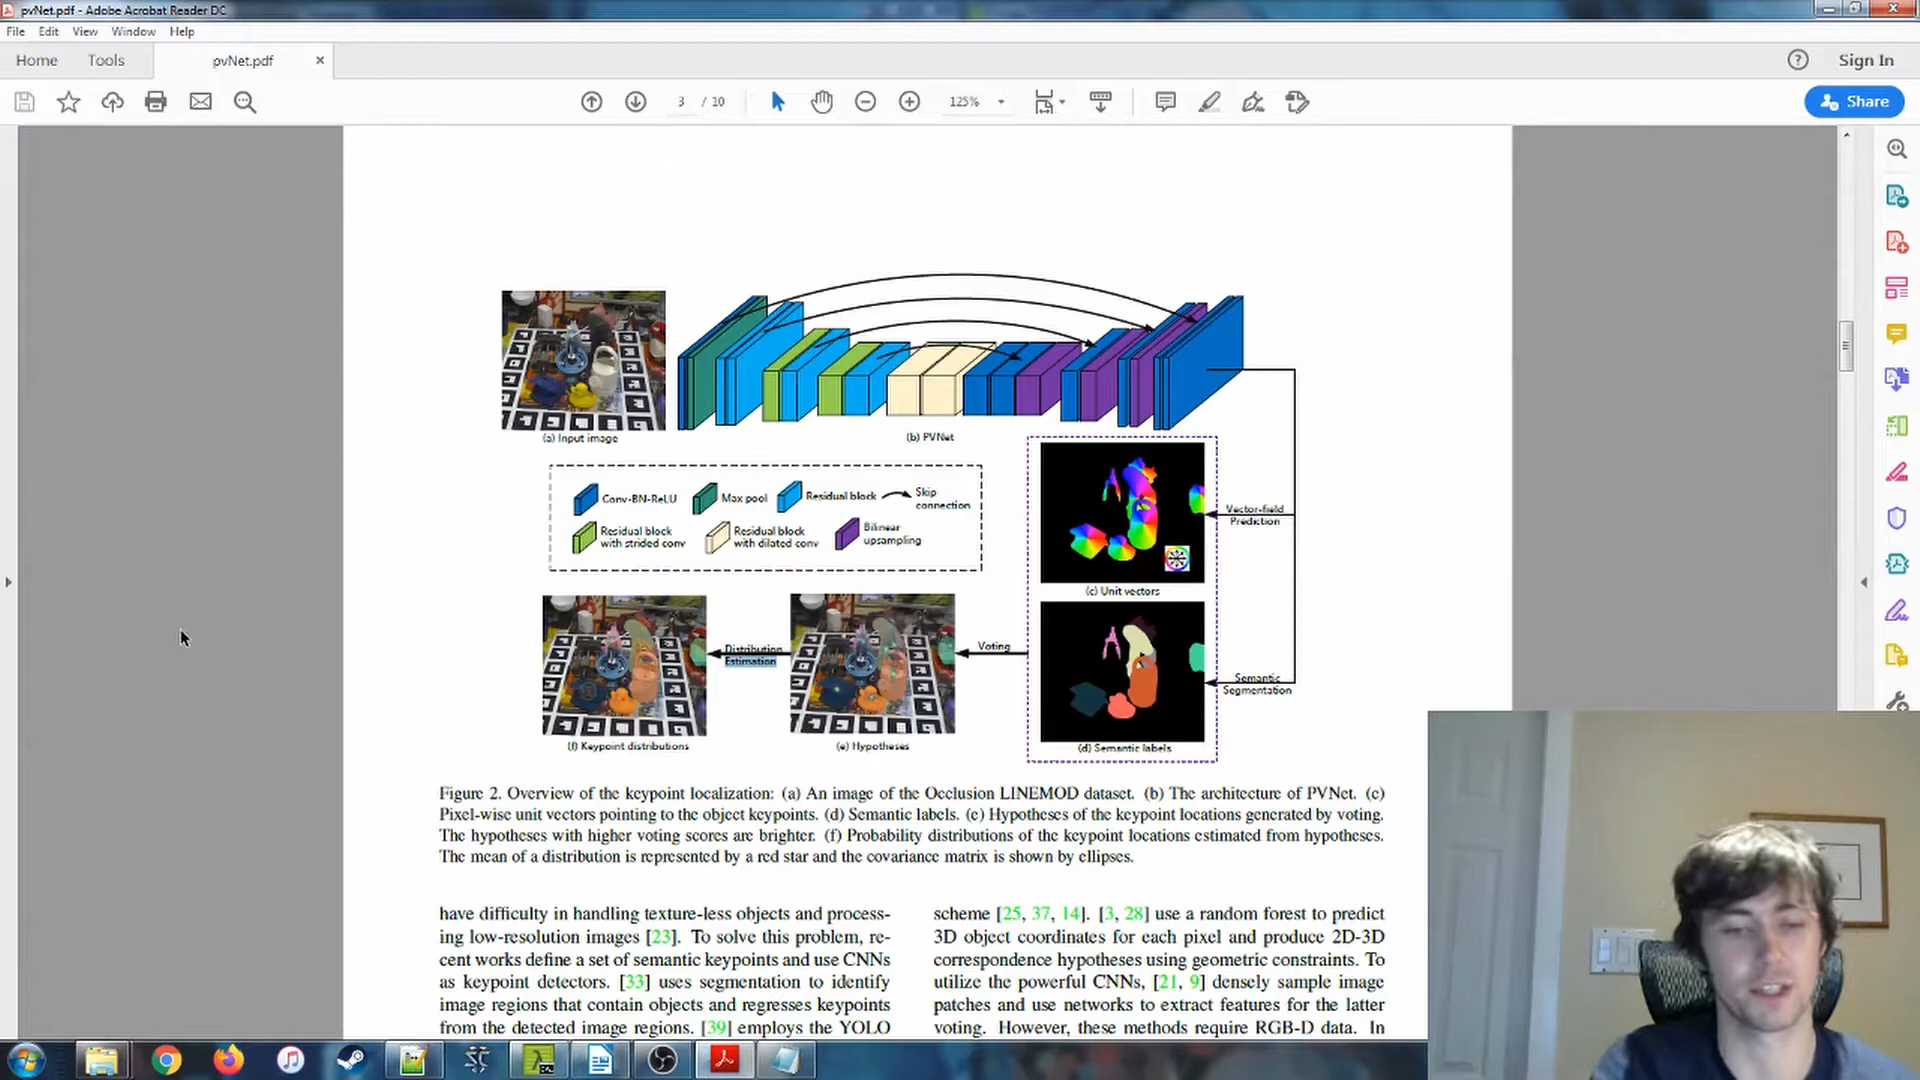 pvNet.pdf - Adobe Acrobat Reader DC
File Edit View Window Help
Home Tools pvNet.pdf × Sign In
3 / 10 125% Share
(a) Input image
(b) PVNet
Conv-BN-ReLU Max pool Residual block Skip connection
Residual block with strided conv
Residual block with dilated conv
Bilinear upsampling
Vector-field
Prediction
(c) Unit vectors
Distribution
Estimation
Voting
Semantic
Segmentation
(f) Keypoint distributions
(e) Hypotheses
(d) Semantic labels
Figure 2. Overview of the keypoint localization: (a) An image of the Occlusion LINEMOD dataset. (b) The architecture of PVNet. (c)
Pixel-wise unit vectors pointing to the object keypoints. (d) Semantic labels. (e) Hypotheses of the keypoint locations generated by voting.
The hypotheses with higher voting scores are brighter. (f) Probability distributions of the keypoint locations estimated from hypotheses.
The mean of a distribution is represented by a red star and the covariance matrix is shown by ellipses.
have difficulty in handling texture-less objects and process-
ing low-resolution images [23]. To solve this problem, re-
cent works define a set of semantic keypoints and use CNNs
as keypoint detectors. [33] uses segmentation to identify
image regions that contain objects and regresses keypoints
from the detected image regions. [39] employs the YOLO
scheme [25, 37, 14]. [3, 28] use a random forest to predict
3D object coordinates for each pixel and produce 2D-3D
correspondence hypotheses using geometric constraints. To
utilize the powerful CNNs, [21, 9] densely sample image
patches and use networks to extract features for the latter
voting. However, these methods require RGB-D data. In